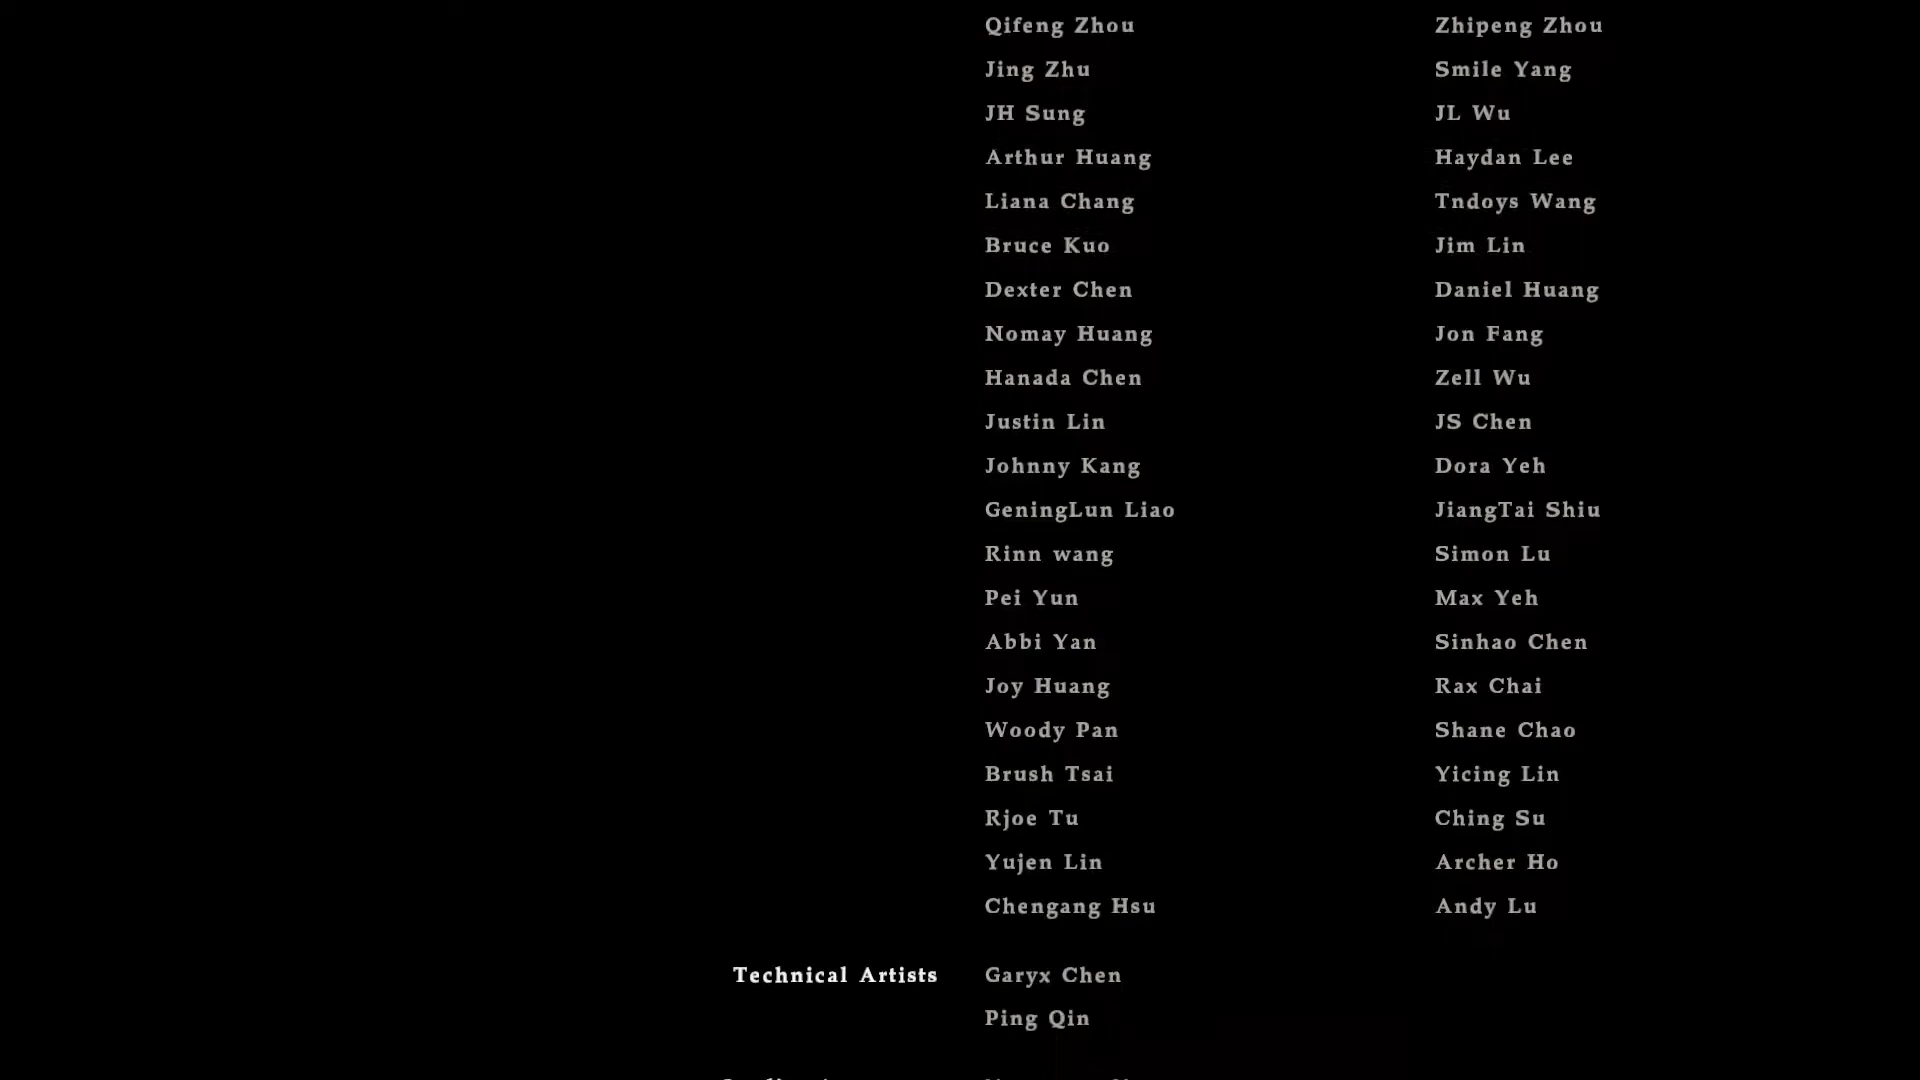 Qifeng Zhou Zhipeng Zhou
Jing Zhu Smile Yang
JH Sung JL Wu
Arthur Huang Haydan Lee
Liana Chang Tndoys Wang
Bruce Kuo Jim Lin
Dexter Chen Daniel Huang
Nomay Huang Jon Fang
Hanada Chen Zell Wu
Justin Lin JS Chen
Johnny Kang Dora Yeh
GeningLun Liao JiangTai Shiu
Rinn wang Simon Lu
Pei Yun Max Yeh
Abbi Yan Sinhao Chen
Joy Huang Rax Chai
Woody Pan Shane Chao
Brush Tsai Yicing Lin
Rjoe Tu Ching Su
Yujen Lin Archer Ho
Chengang Hsu Andy Lu
Technical Artists Garyx Chen
Ping Qin